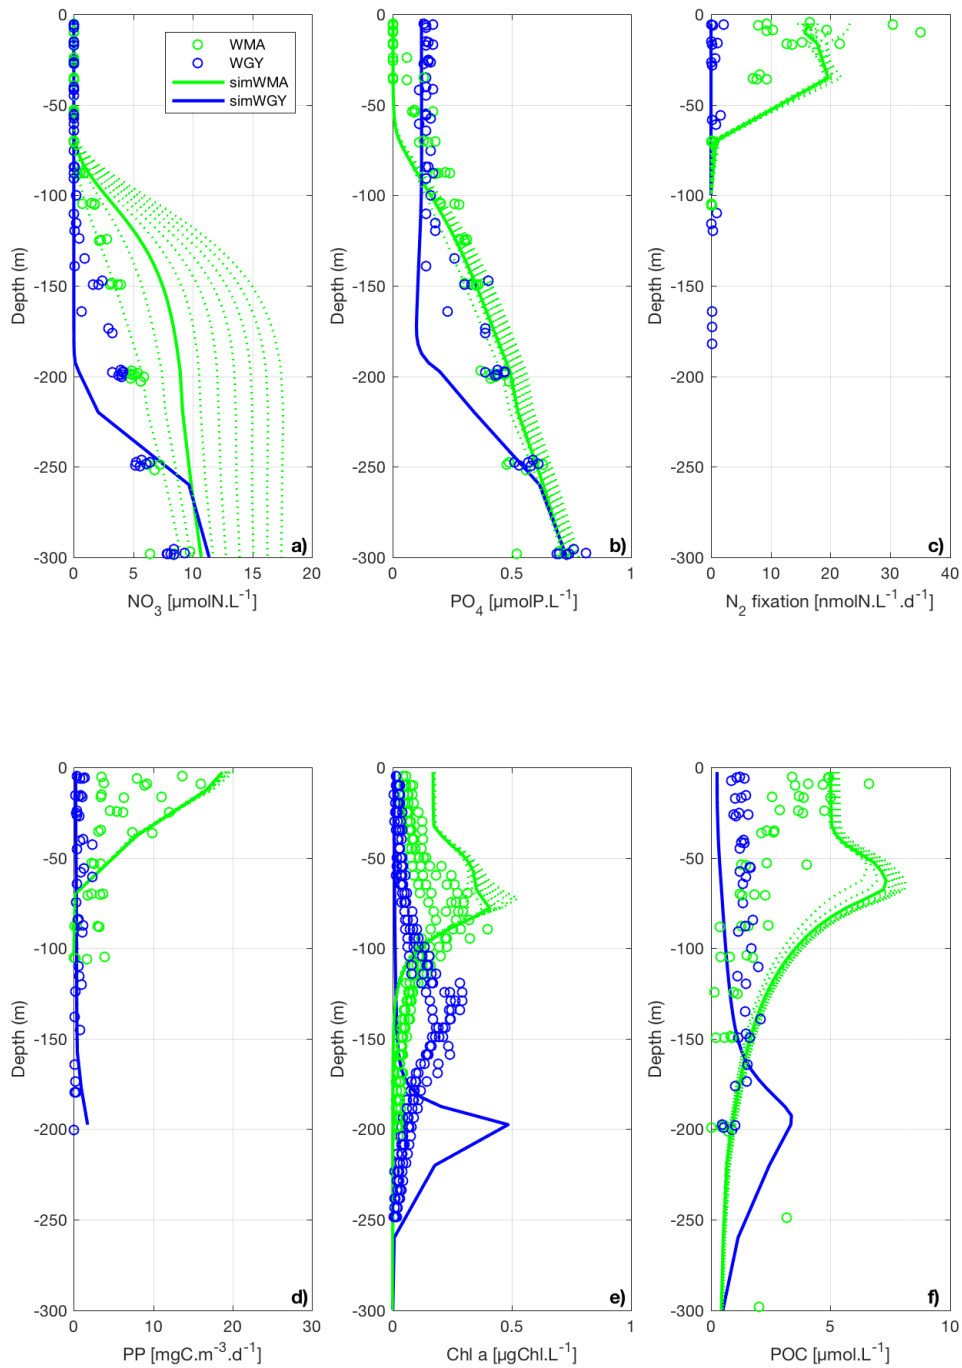 WMA
WGY
simWMA
simWGY
0
-50
-100
-150
-200
-250
-300
0
5
10
15
20
Depth (m)
NO3 [µmolN.L-1]
a)
0
-50
-100
-150
-200
-250
-300
0
0.5
1
Depth (m)
PO4 [µmolP.L-1]
b)
0
-50
-100
-150
-200
-250
-300
0
10
20
30
40
Depth (m)
N2 fixation [nmolN.L-1.d-1]
c)
0
-50
-100
-150
-200
-250
-300
0
10
20
30
Depth (m)
PP [mgC.m-3.d-1]
d)
0
-50
-100
-150
-200
-250
-300
0
0.5
1
Depth (m)
Chl a [µgChl.L-1]
e)
0
-50
-100
-150
-200
-250
-300
0
5
10
Depth (m)
POC [µmol.L-1]
f)